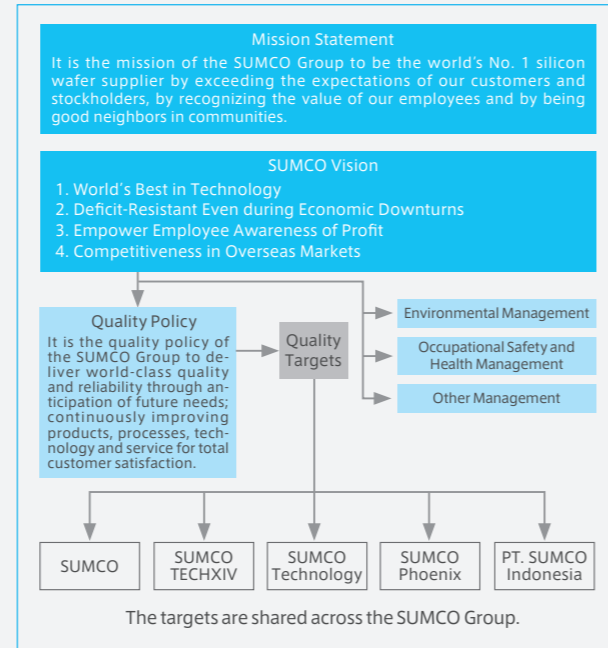 Mission Statement
It is the mission of the SUMCO Group to be the world's No. 1 silicon
wafer supplier by exceeding the expectations of our customers and
stockholders, by recognizing the value of our employees and by being
good neighbors in communities.
SUMCO Vision
1. World's Best in Technology
2. Deficit-Resistant Even during Economic Downturns
3. Empower Employee Awareness of Profit
4. Competitiveness in Overseas Markets
Quality Policy
It is the quality policy of
the SUMCO Group to de-
liver world-class quality
and reliability through an-
ticipation of future needs;
continuously improving
products, processes, tech-
nology and service for total
customer satisfaction.
Quality
Targets
Environmental Management
Occupational Safety and
Health Management
Other Management
SUMCO
SUMCO
TECHXIV
SUMCO
Technology
SUMCO
Phoenix
PT. SUMCO
Indonesia
The targets are shared across the SUMCO Group.